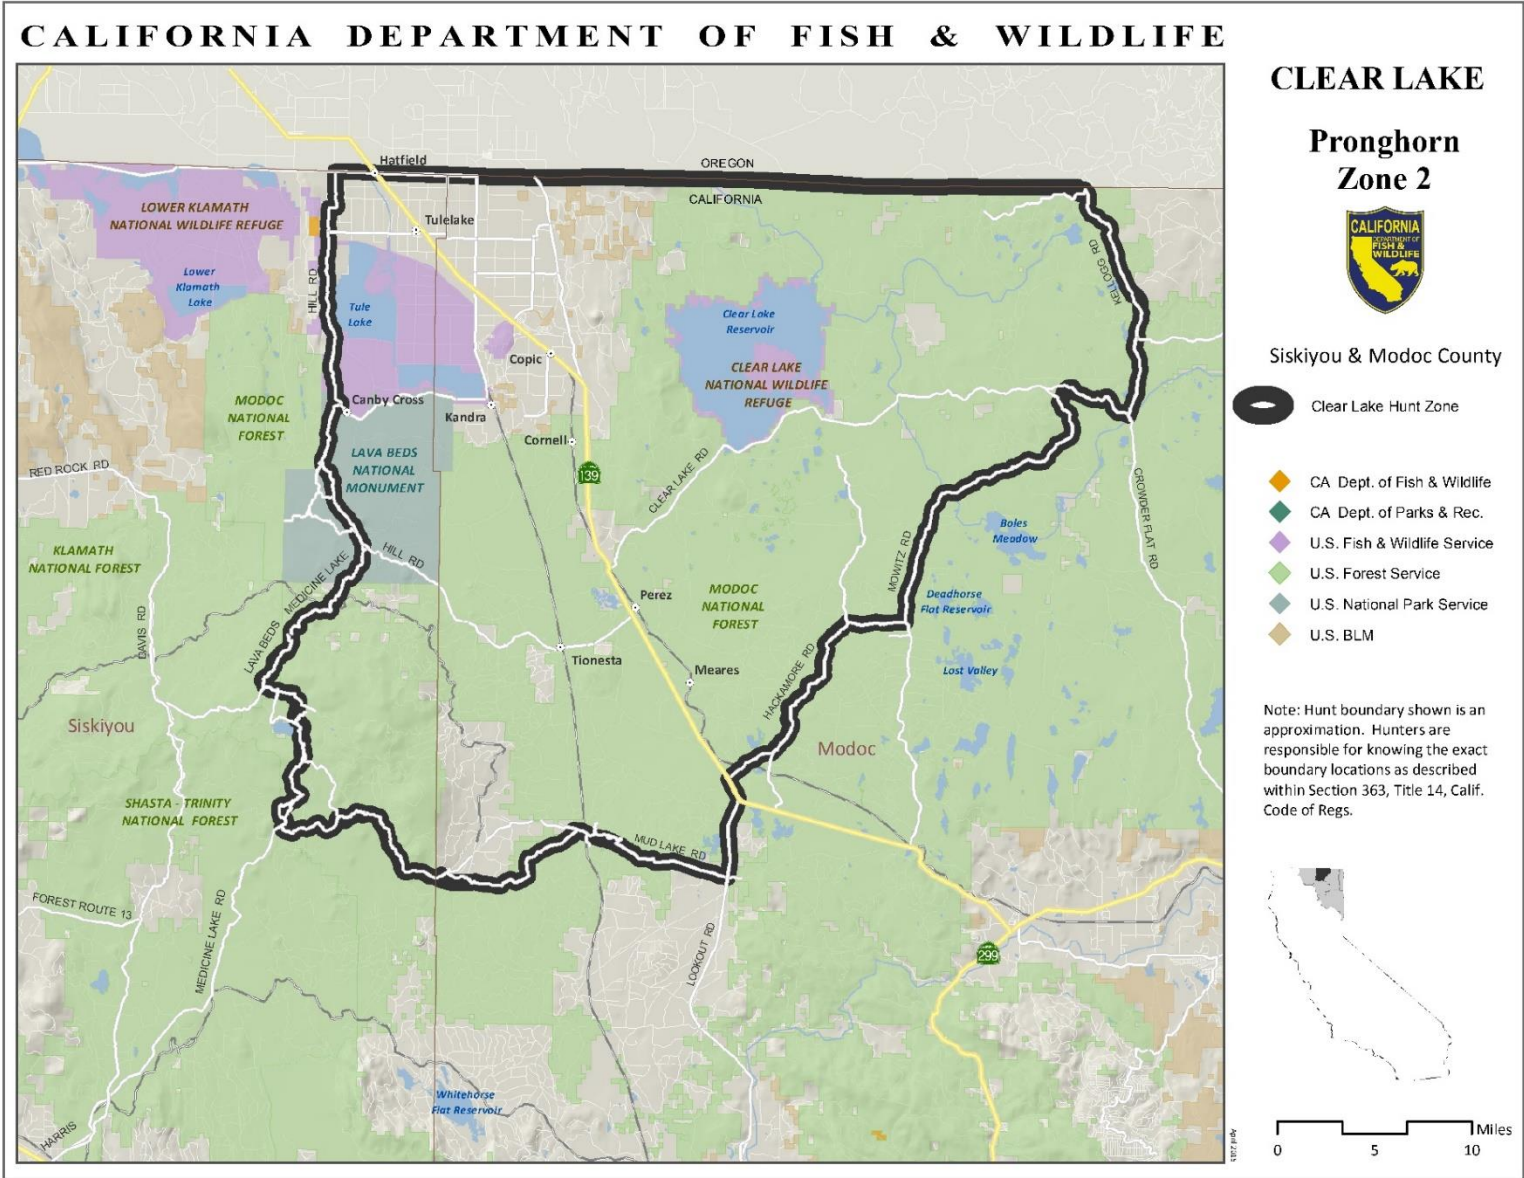 CALIFORNIA DEPARTMENT OF FISH & WILDLIFE
CLEAR LAKE
Pronghorn
Zone 2
CALIFORNIA
DEPARTMENT OF
FISH &
WILDLIFE
Siskiyou & Modoc County
Clear Lake Hunt Zone
CA Dept. of Fish & Wildlife
CA Dept. of Parks & Rec.
U.S. Fish & Wildlife Service
U.S. Forest Service
U.S. National Park Service
U.S. BLM
Note: Hunt boundary shown is an
approximation. Hunters are
responsible for knowing the exact
boundary locations as described
within Section 363, Title 14, Calif.
Code of Regs.
Miles
0 5 10
Hatfield
OREGON
CALIFORNIA
LOWER KLAMATH
NATIONAL WILDLIFE REFUGE
Tulelake
Lower
Klamath
Lake
HILL RD
Tule
Lake
KELLOGG RD
Clear Lake
Reservoir
Copic
CLEAR LAKE
NATIONAL WILDLIFE
REFUGE
MODOC
NATIONAL
FOREST
Canby Cross
Kandra
Cornell
LAVA BEDS
NATIONAL
MONUMENT
RED ROCK RD
139
CLEAR LAKE RD
CROWDER FLAT RD
Boles
Meadow
KLAMATH
NATIONAL FOREST
HILL RD
MOWITZ RD
LAVA BEDS MEDICINE LAKE
MODOC
NATIONAL
FOREST
Perez
Deadhorse
Flat Reservoir
DAVIS RD
Tionesta
Meares
Lost Valley
HACKAMORE RD
Siskiyou
Modoc
SHASTA - TRINITY
NATIONAL FOREST
MUD LAKE RD
FOREST ROUTE 13
MEDICINE LAKE RD
LOOKOUT RD
299
Whitehorse
Flat Reservoir
HARRIS